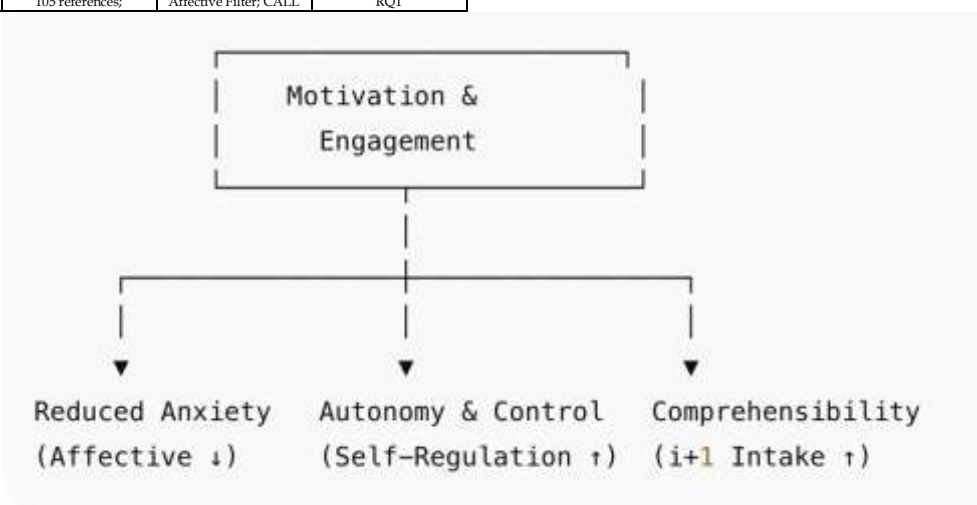 105 references;
Affective Filter; CALL
RQ1
Motivation &
Engagement
Reduced Anxiety
Autonomy & Control
Comprehensibility
(Affective ↓)
(Self-Regulation ↑)
(i+1 Intake ↑)